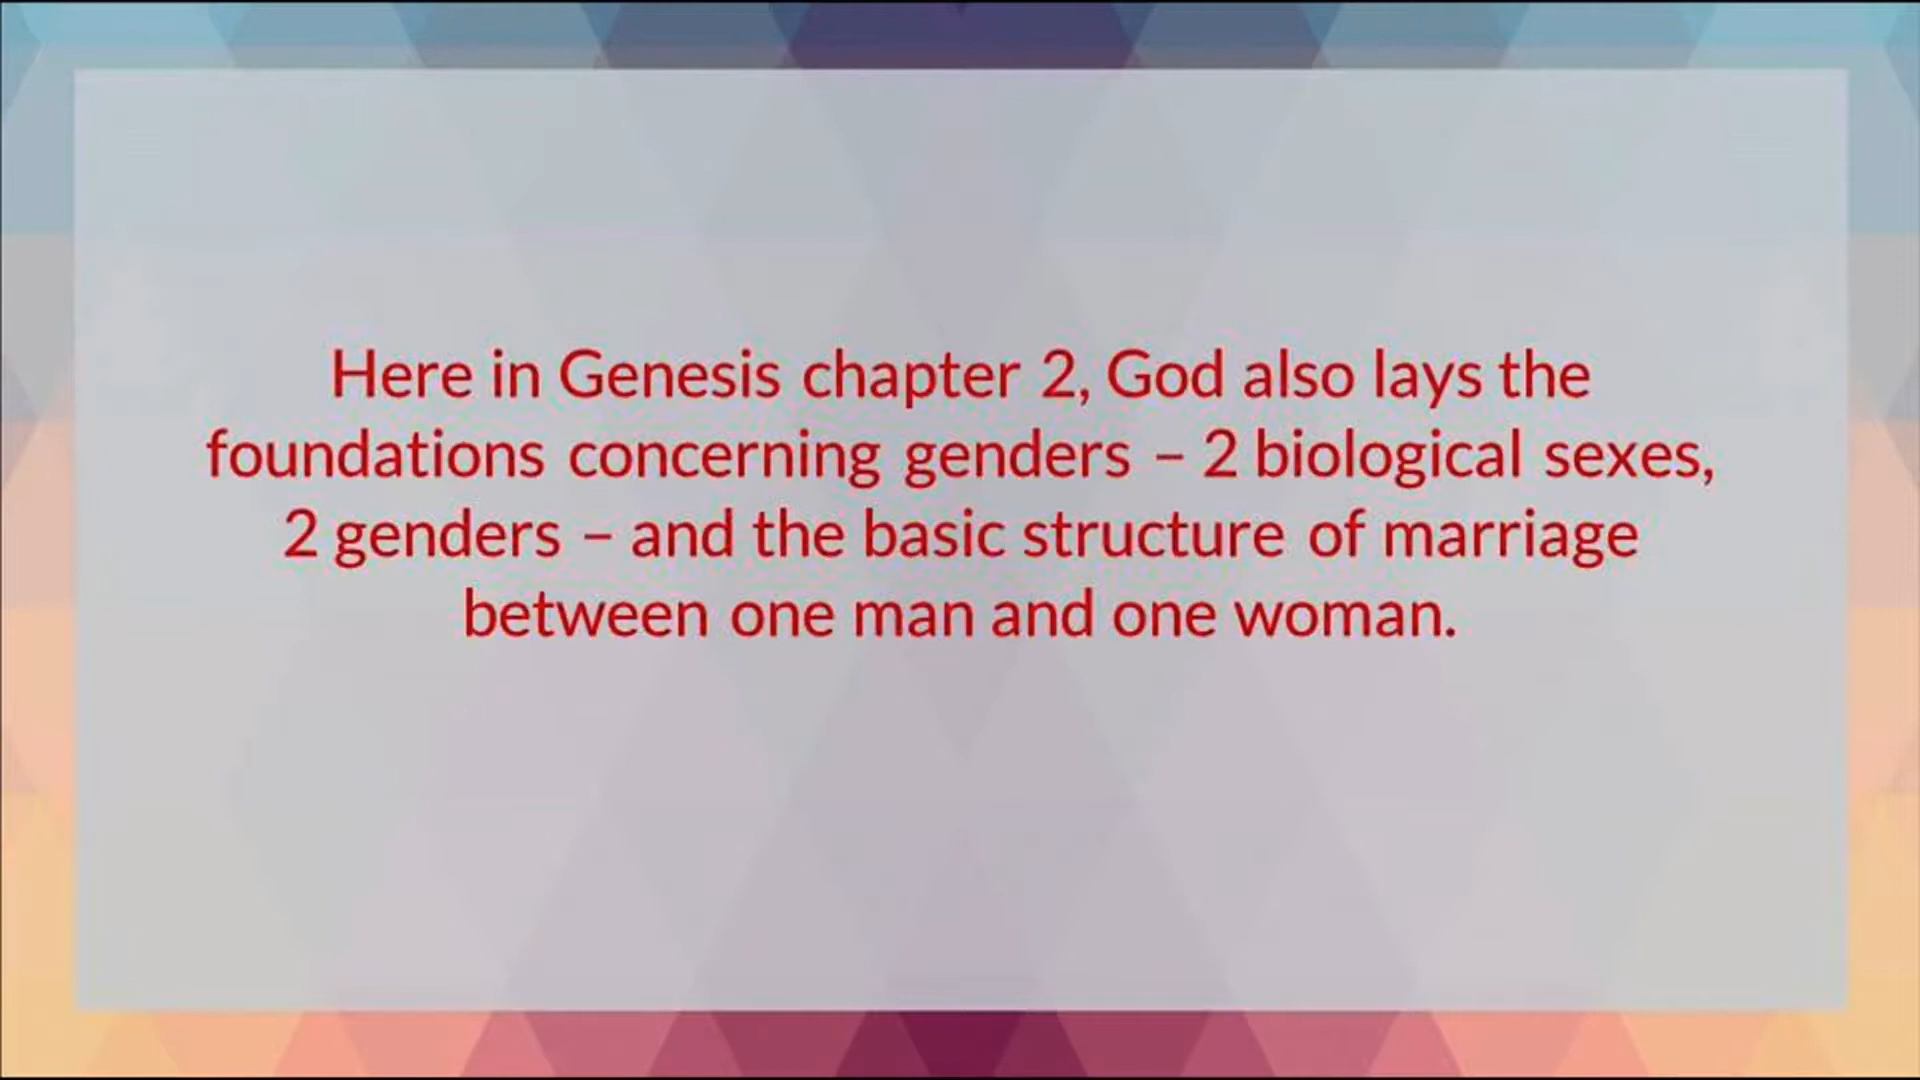 Here in Genesis chapter 2, God also lays the
foundations concerning genders – 2 biological sexes,
2 genders – and the basic structure of marriage
between one man and one woman.